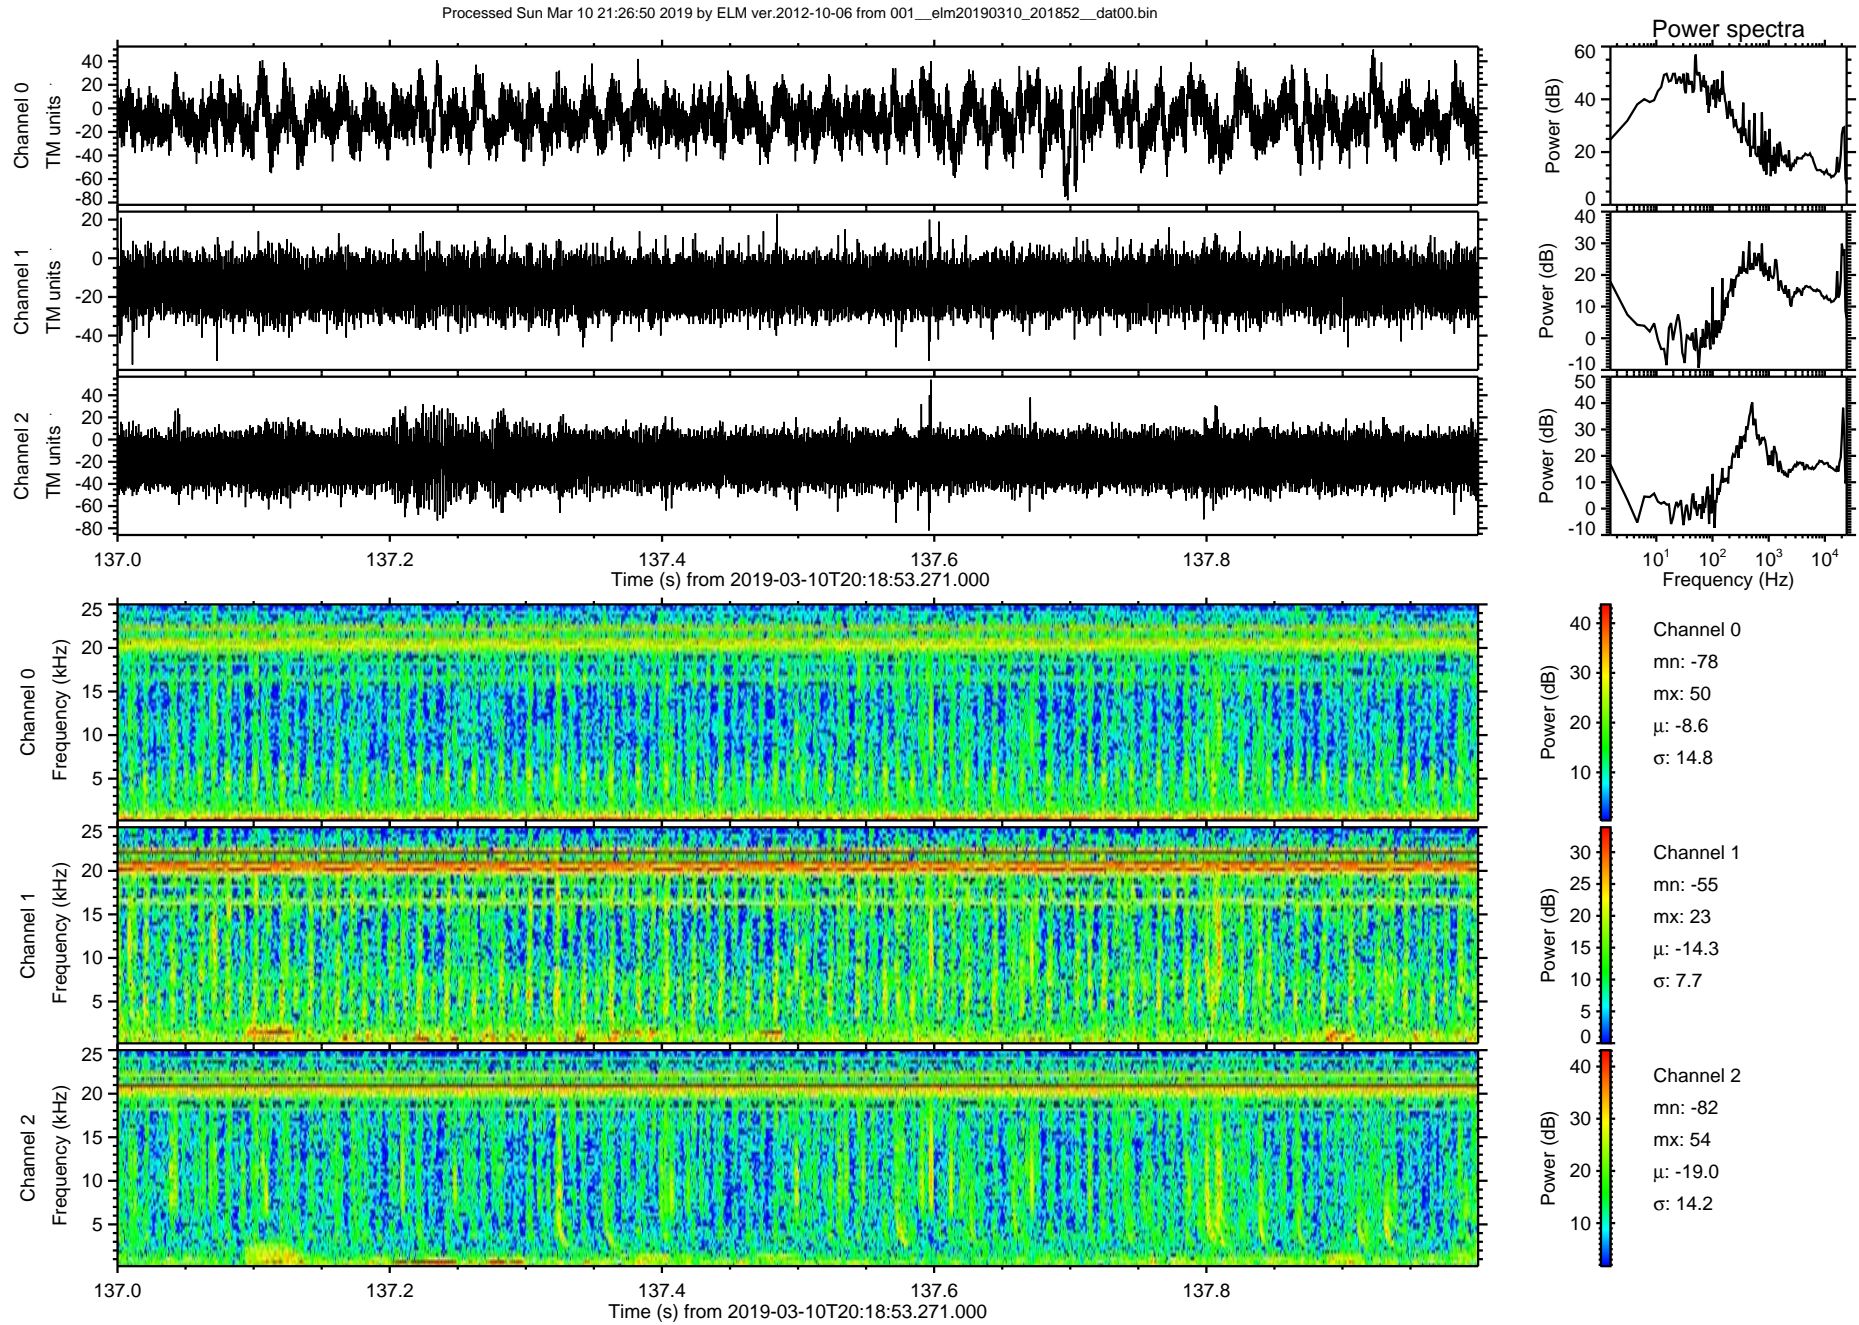 Processed Sun Mar 10 21:26:50 2019 by ELM ver.2012-10-06 from 001__elm20190310_201852__dat00.bin
Power spectra
Channel 0
TM units
40
20
0
-20
-40
-60
-80
Power (dB)
60
40
20
0
Channel 1
TM units
20
0
-20
-40
Power (dB)
40
30
20
10
0
-10
Channel 2
TM units
40
20
0
-20
-40
-60
-80
Power (dB)
50
40
30
20
10
0
-10
137.0 137.2 137.4 137.6 137.8
Time (s) from 2019-03-10T20:18:53.271.000
10^1 10^2 10^3 10^4
Frequency (Hz)
Channel 0
Frequency (kHz)
25
20
15
10
5
Power (dB)
40
30
20
10
Channel 0
mn: -78
mx: 50
μ: -8.6
σ: 14.8
Channel 1
Frequency (kHz)
25
20
15
10
5
Power (dB)
30
25
20
15
10
5
0
Channel 1
mn: -55
mx: 23
μ: -14.3
σ: 7.7
Channel 2
Frequency (kHz)
25
20
15
10
5
Power (dB)
40
30
20
10
Channel 2
mn: -82
mx: 54
μ: -19.0
σ: 14.2
137.0 137.2 137.4 137.6 137.8
Time (s) from 2019-03-10T20:18:53.271.000